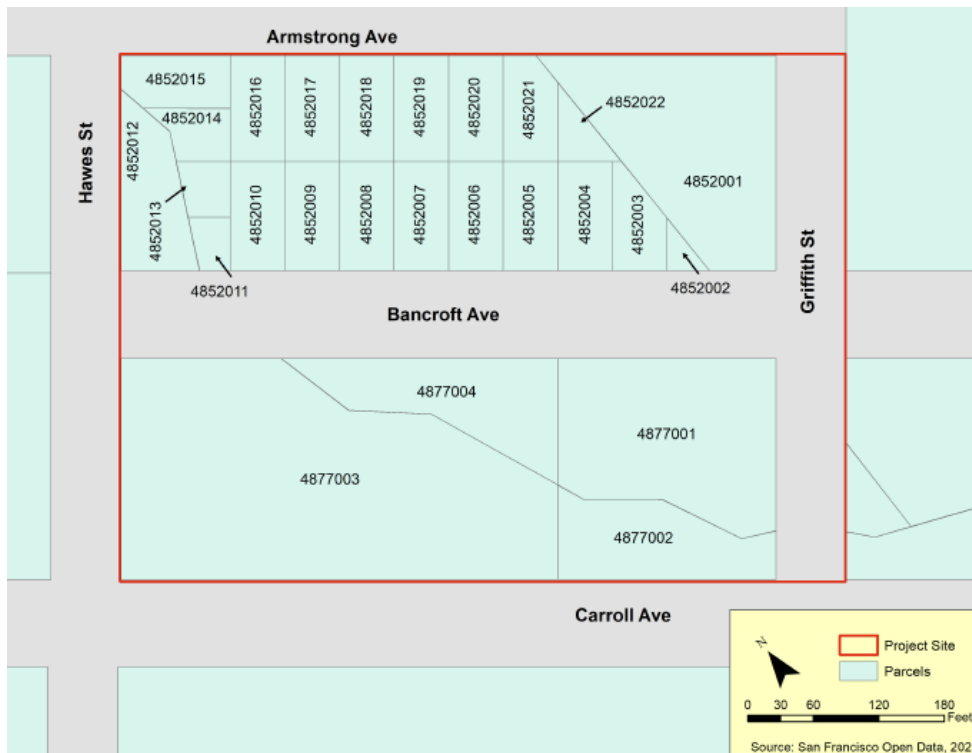 Armstrong Ave
4852015
4852016
4852017
4852018
4852019
4852020
4852021
4852022
4852014
4852012
Hawes St
4852001
4852013
4852010
4852009
4852008
4852007
4852006
4852005
4852004
4852003
Griffith St
4852011
4852002
Bancroft Ave
4877004
4877001
4877003
4877002
Carroll Ave
N
Project Site
Parcels
0 30 60 120 180
Feet
Source: San Francisco Open Data, 202